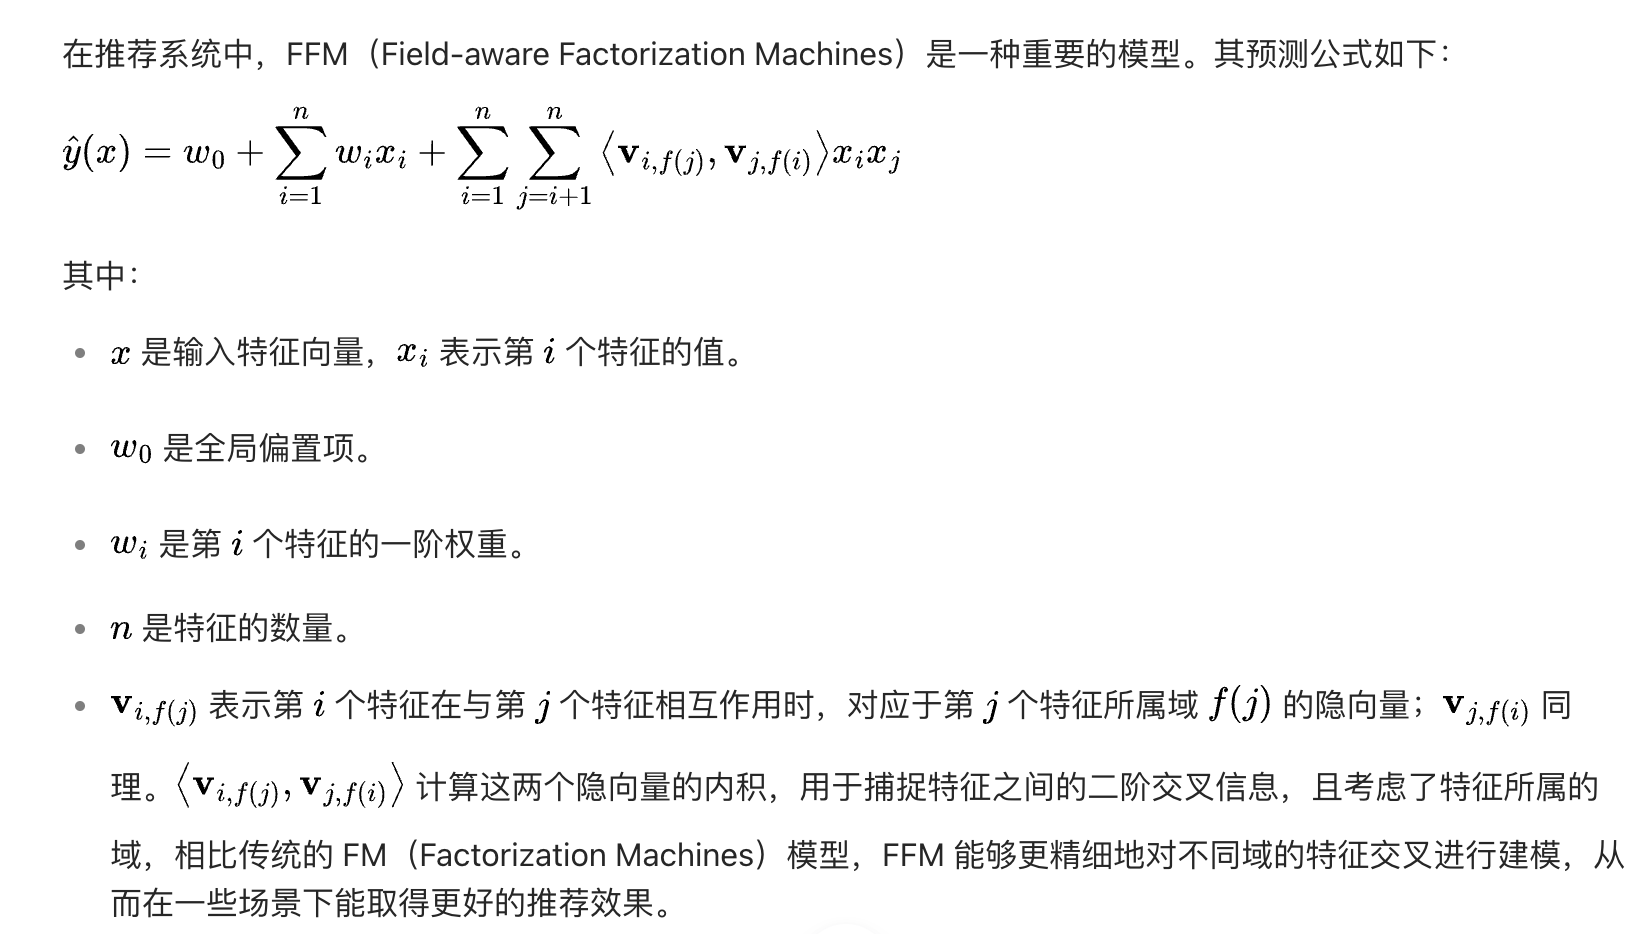 在推荐系统中，FFM（Field-aware Factorization Machines）是一种重要的模型。其预测公式如下：
$\hat{y}(x) = w_0 + \sum_{i=1}^{n} w_i x_i + \sum_{i=1}^{n} \sum_{j=i+1}^{n} \langle \mathbf{v}_{i,f(j)}, \mathbf{v}_{j,f(i)} \rangle x_i x_j$
其中：
• $x$ 是输入特征向量，$x_i$ 表示第 $i$ 个特征的值。
• $w_0$ 是全局偏置项。
• $w_i$ 是第 $i$ 个特征的一阶权重。
• $n$ 是特征的数量。
• $\mathbf{v}_{i,f(j)}$ 表示第 $i$ 个特征在与第 $j$ 个特征相互作用时，对应于第 $j$ 个特征所属域 $f(j)$ 的隐向量；$\mathbf{v}_{j,f(i)}$ 同
理。$\langle \mathbf{v}_{i,f(j)}, \mathbf{v}_{j,f(i)} \rangle$ 计算这两个隐向量的内积，用于捕捉特征之间的二阶交叉信息，且考虑了特征所属的
域，相比传统的 FM（Factorization Machines）模型，FFM 能够更精细地对不同域的特征交叉进行建模，从
而在一些场景下能取得更好的推荐效果。